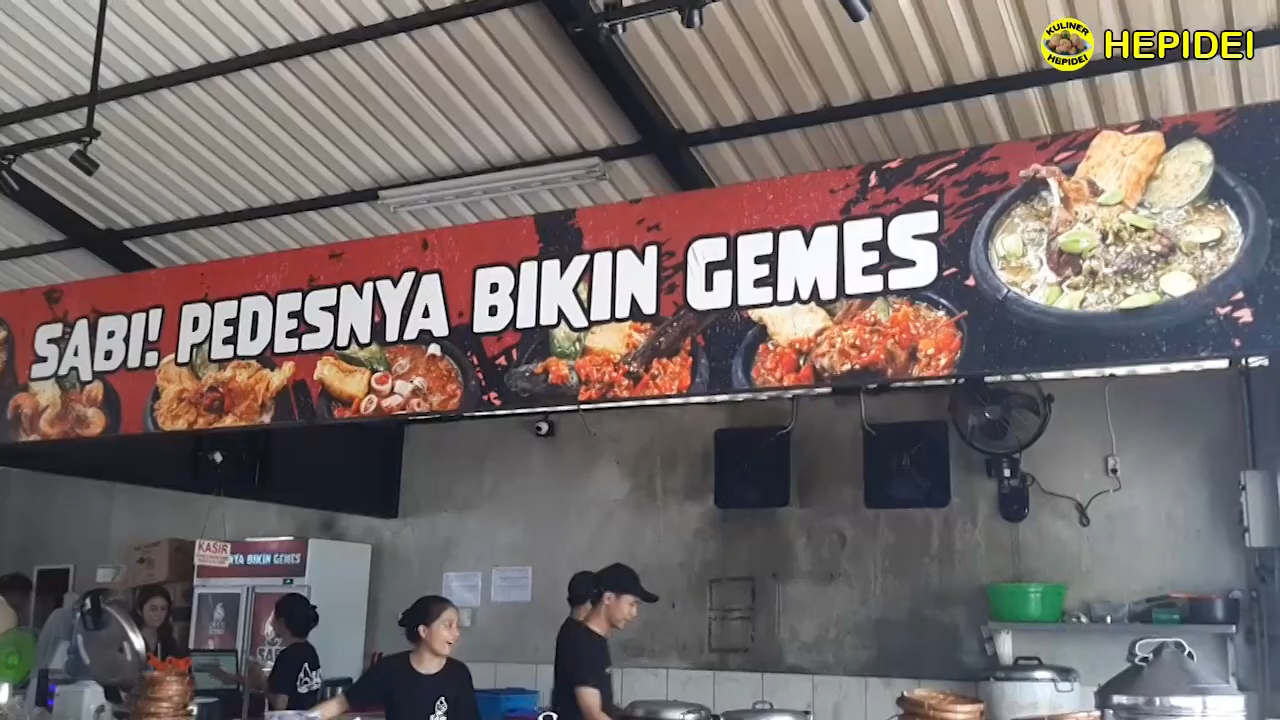 KULINER
HEPIDEI
HEPIDEI
SABI! PEDESNYA BIKIN GEMES
KASIR
NYA BIKIN GEMES